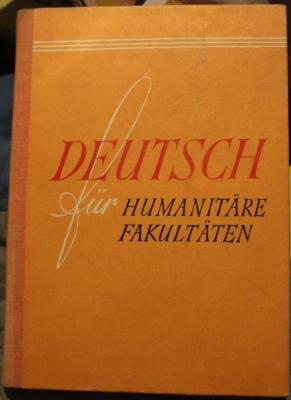 DEUTSCH
für HUMANITÄRE
FAKULTÄTEN